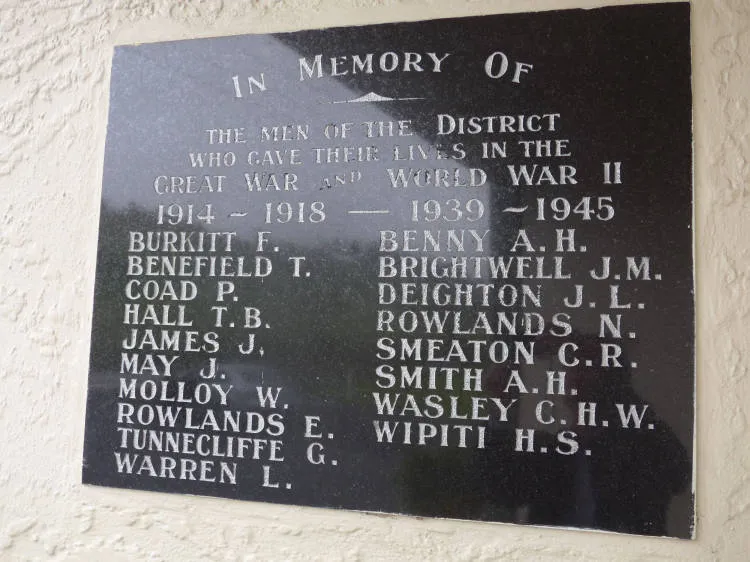 IN MEMORY OF
THE MEN OF THE DISTRICT
WHO GAVE THEIR LIVES IN THE
GREAT WAR AND WORLD WAR II
1914 ~ 1918 — 1939 ~ 1945
BURKITT F.
BENEFIELD T.
COAD P.
HALL T.B.
JAMES J.
MAY J.
MOLLOY W.
ROWLANDS E.
TUNNECLIFFE G.
WARREN L.
BENNY A.H.
BRIGHTWELL J.M.
DEIGHTON J.L.
ROWLANDS N.
SMEATON C.R.
SMITH A.H.
WASLEY C.H.W.
WIPITI H.S.